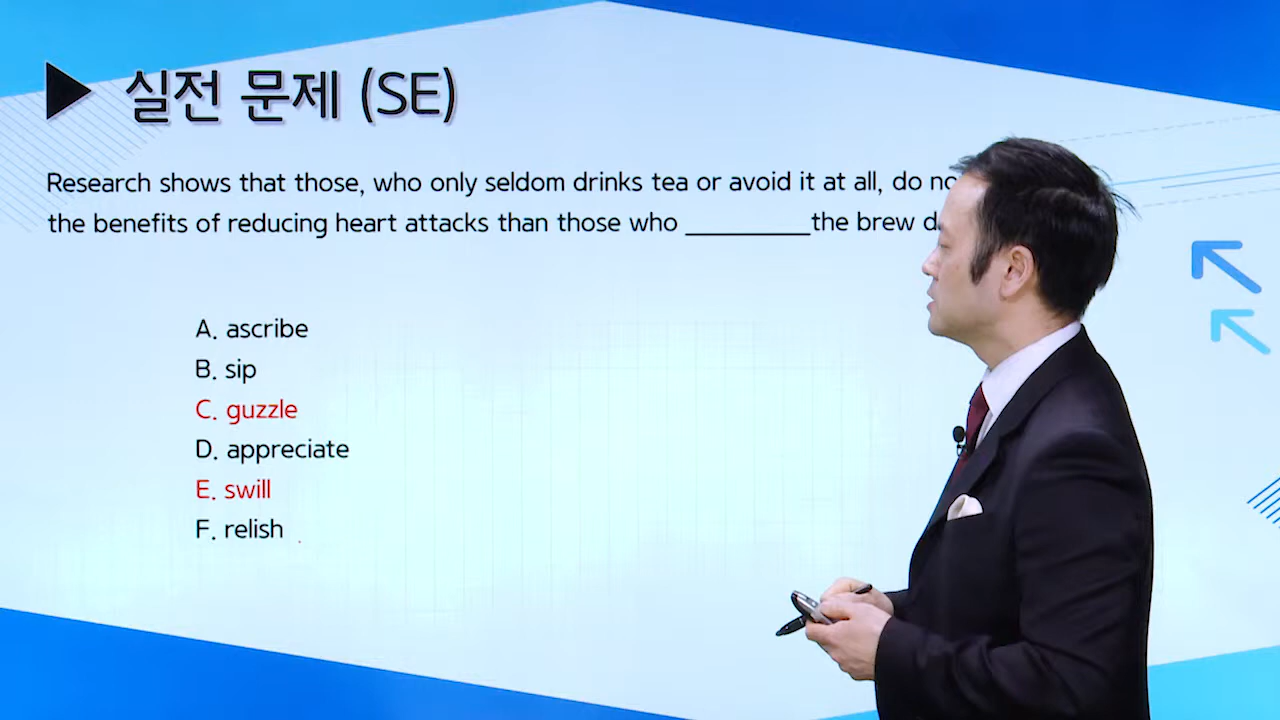 ▶ 실전 문제 (SE)
Research shows that those, who only seldom drinks tea or avoid it at all, do
the benefits of reducing heart attacks than those who __________the brew
A. ascribe
B. sip
C. guzzle
D. appreciate
E. swill
F. relish